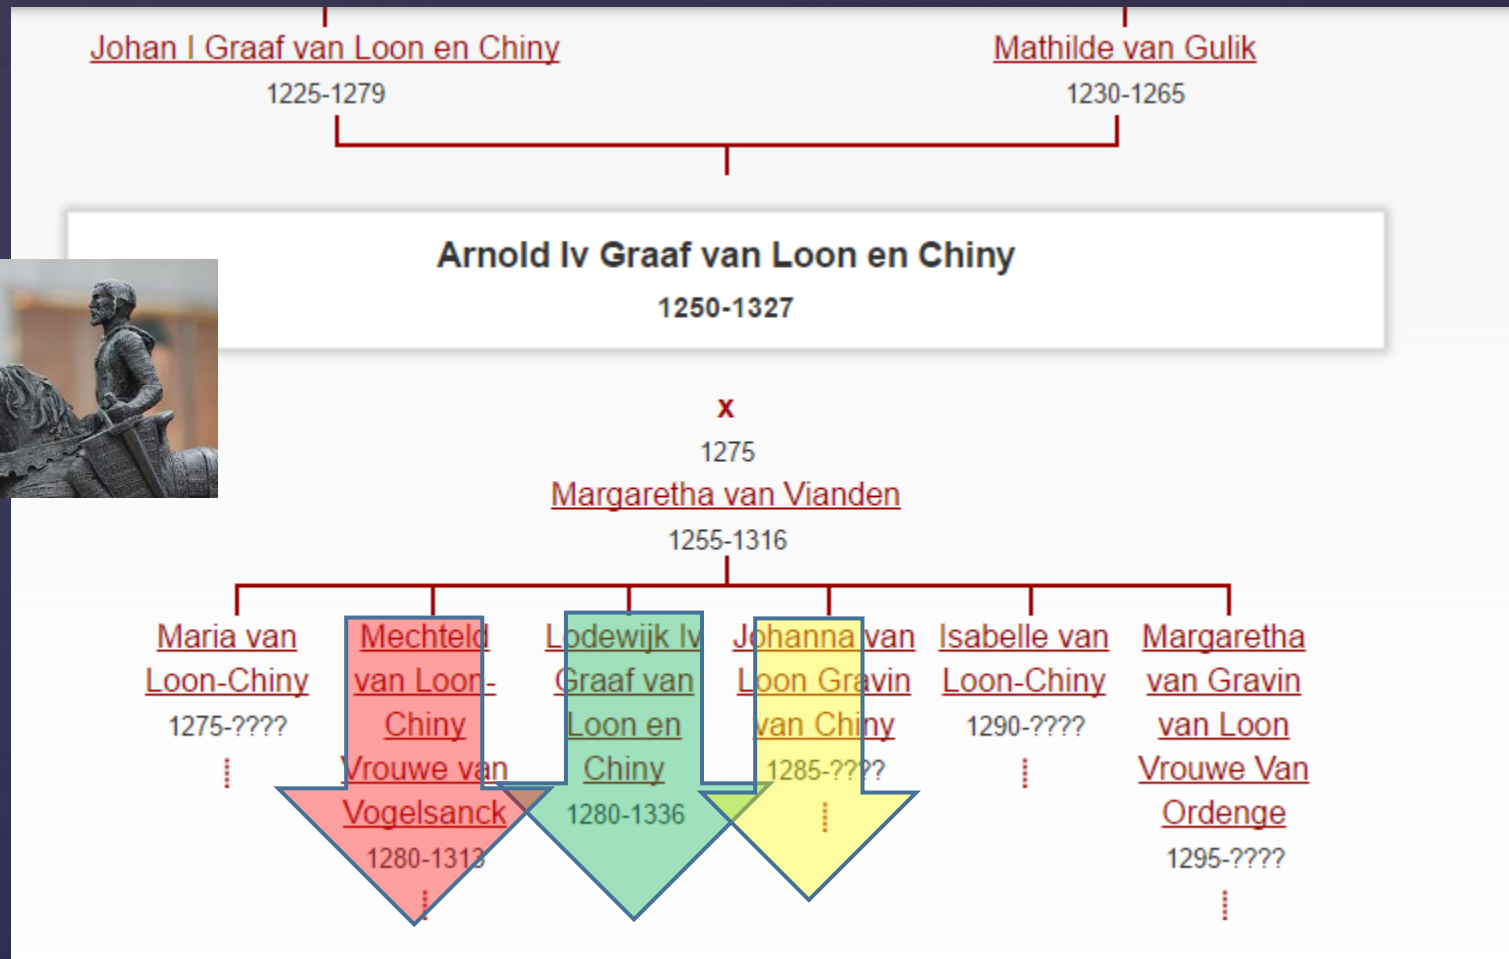 Johan I Graaf van Loon en Chiny
1225-1279
Mathilde van Gulik
1230-1265
Arnold Iv Graaf van Loon en Chiny
1250-1327
x
1275
Margaretha van Vianden
1255-1316
Maria van
Loon-Chiny
1275-????
Mechteld
van Loon-
Chiny
Vrouwe van
Vogelsanck
1280-1313
Lodewijk Iv
Graaf van
Loon en
Chiny
1280-1336
Johanna van
Loon Gravin
van Chiny
1285-????
Isabelle van
Loon-Chiny
1290-????
Margaretha
van Gravin
van Loon
Vrouwe Van
Ordenge
1295-????